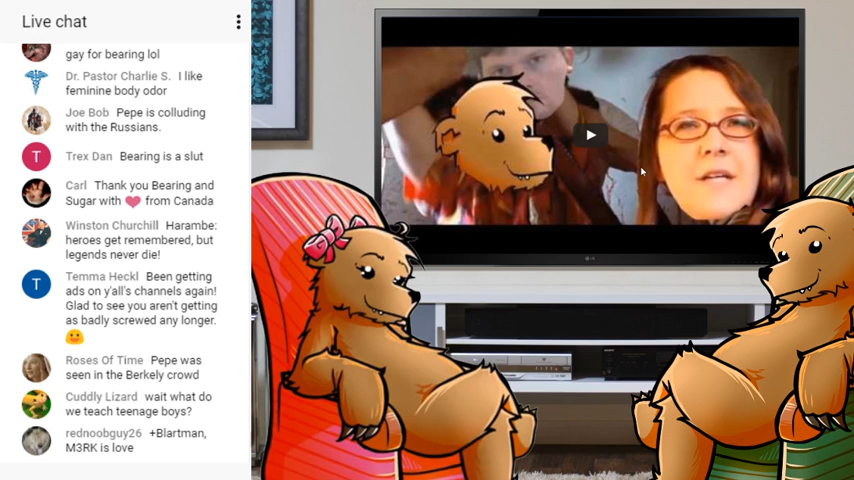 Live chat
gay for bearing lol
Dr. Pastor Charlie S. I like
feminine body odor
Joe Bob Pepe is colluding
with the Russians.
T
Trex Dan Bearing is a slut
Carl Thank you Bearing and
Sugar with from Canada
Winston Churchill Harambe:
heroes get remembered, but
legends never die!
T
Temma Heckl Been getting
ads on y'all's channels again!
Glad to see you aren't getting
as badly screwed any longer.
Roses Of Time Pepe was
seen in the Berkely crowd
Cuddly Lizard wait what do
we teach teenage boys?
rednoobguy26 +Blartman,
M3RK is love
LG